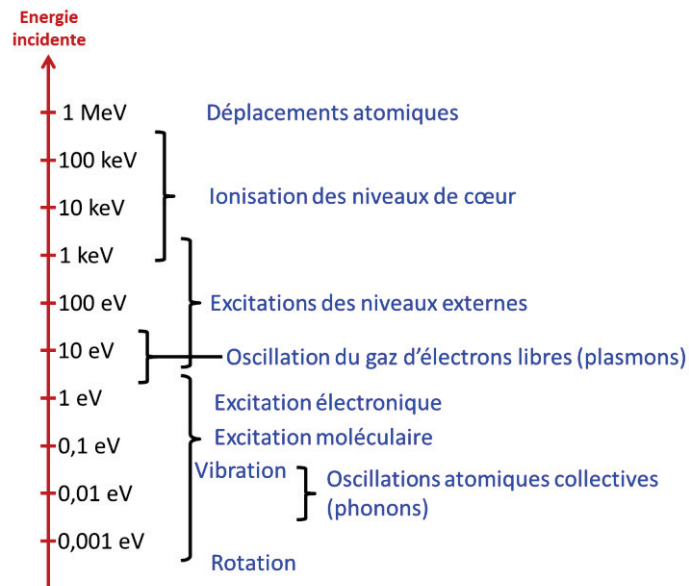 Energie
incidente
1 MeV
Déplacements atomiques
100 keV
10 keV
Ionisation des niveaux de cœur
1 keV
100 eV
Excitations des niveaux externes
10 eV
Oscillation du gaz d'électrons libres (plasmons)
1 eV
Excitation électronique
0,1 eV
Excitation moléculaire
Vibration
Oscillations atomiques collectives
(phonons)
0,01 eV
0,001 eV
Rotation